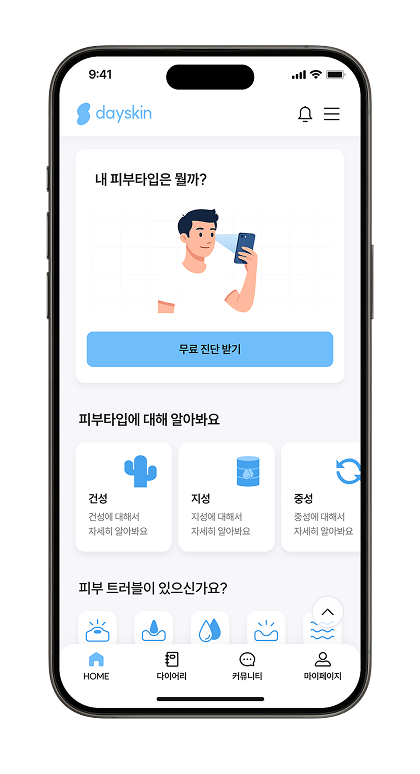 9:41
dayskin
내 피부타입은 뭘까?
무료 진단 받기
피부타입에 대해 알아봐요
건성
건성에 대해서
자세히 알아봐요
지성
지성에 대해서
자세히 알아봐요
중성
중성에 대해서
자세히 알아봐요
피부 트러블이 있으신가요?
HOME
다이어리
커뮤니티
마이페이지